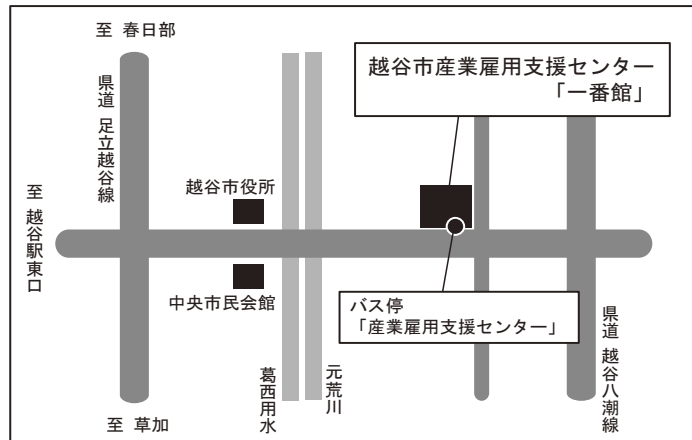 至 春日部
県道 足立越谷線
越谷市産業雇用支援センター
「一番館」
越谷市役所
至 越谷駅東口
中央市民会館
バス停
「産業雇用支援センター」
県道 越谷八潮線
葛西用水
元荒川
至 草加